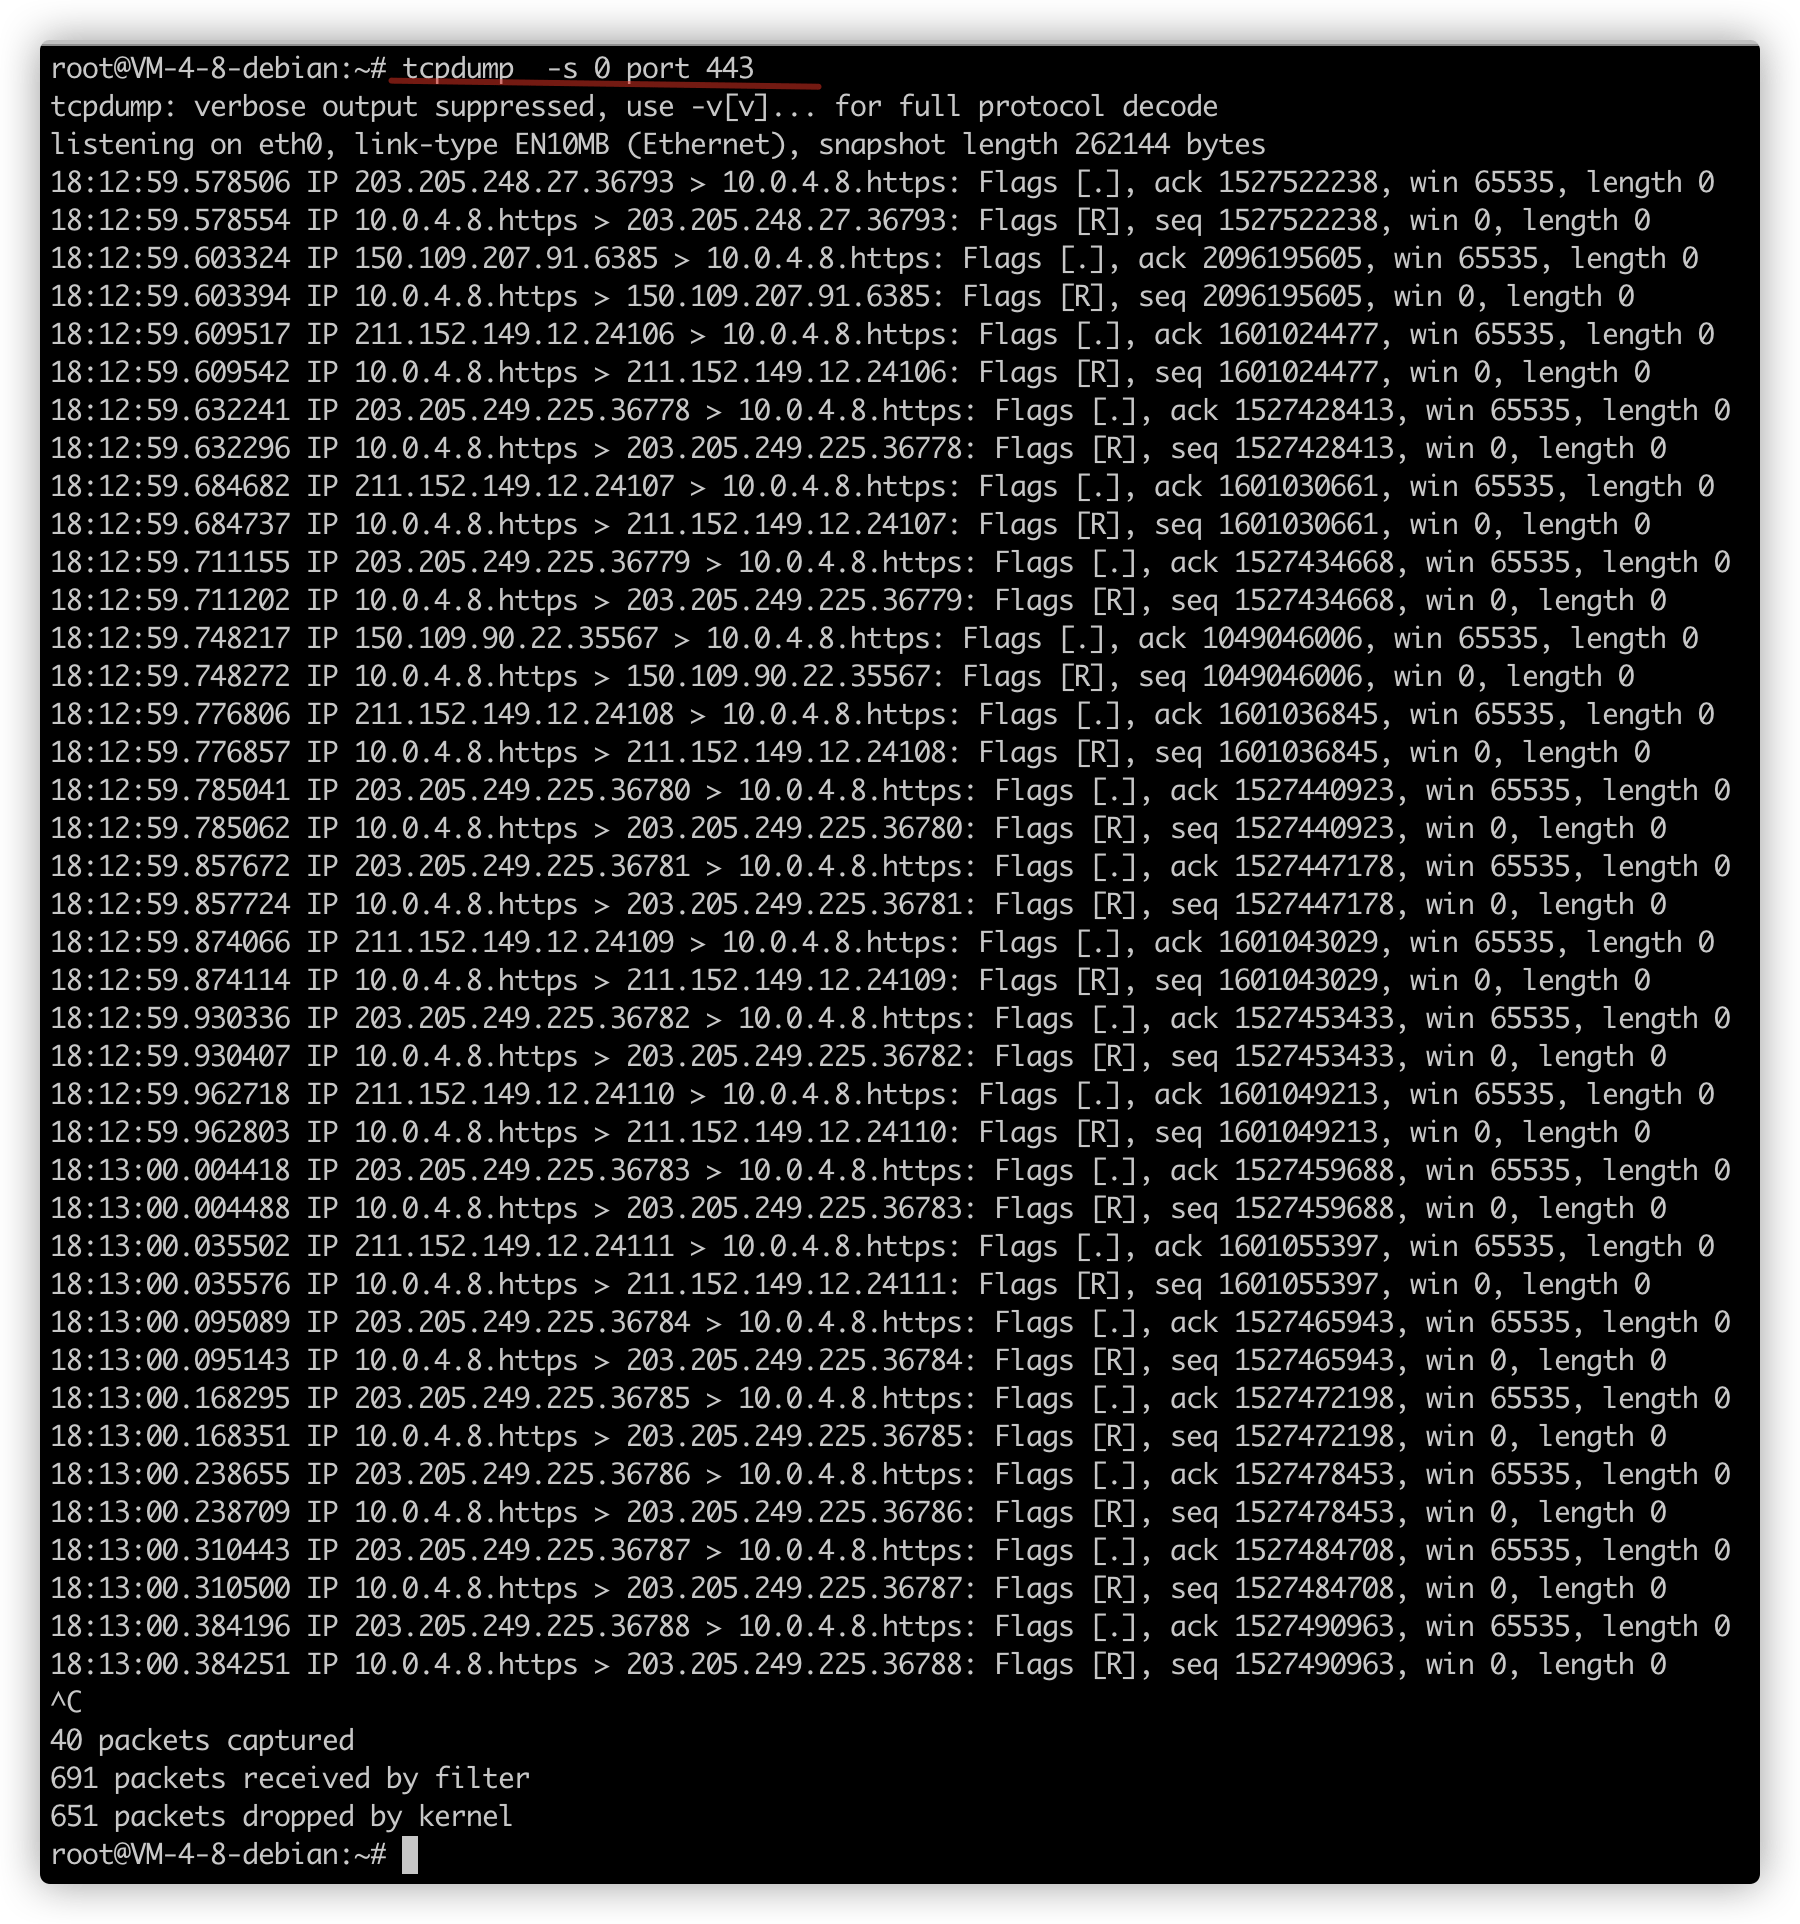 root@VM-4-8-debian:~# tcpdump  -s 0 port 443
tcpdump: verbose output suppressed, use -v[v]... for full protocol decode
listening on eth0, link-type EN10MB (Ethernet), snapshot length 262144 bytes
18:12:59.578506 IP 203.205.248.27.36793 > 10.0.4.8.https: Flags [.], ack 1527522238, win 65535, length 0
18:12:59.578554 IP 10.0.4.8.https > 203.205.248.27.36793: Flags [R], seq 1527522238, win 0, length 0
18:12:59.603324 IP 150.109.207.91.6385 > 10.0.4.8.https: Flags [.], ack 2096195605, win 65535, length 0
18:12:59.603394 IP 10.0.4.8.https > 150.109.207.91.6385: Flags [R], seq 2096195605, win 0, length 0
18:12:59.609517 IP 211.152.149.12.24106 > 10.0.4.8.https: Flags [.], ack 1601024477, win 65535, length 0
18:12:59.609542 IP 10.0.4.8.https > 211.152.149.12.24106: Flags [R], seq 1601024477, win 0, length 0
18:12:59.632241 IP 203.205.249.225.36778 > 10.0.4.8.https: Flags [.], ack 1527428413, win 65535, length 0
18:12:59.632296 IP 10.0.4.8.https > 203.205.249.225.36778: Flags [R], seq 1527428413, win 0, length 0
18:12:59.684682 IP 211.152.149.12.24107 > 10.0.4.8.https: Flags [.], ack 1601030661, win 65535, length 0
18:12:59.684737 IP 10.0.4.8.https > 211.152.149.12.24107: Flags [R], seq 1601030661, win 0, length 0
18:12:59.711155 IP 203.205.249.225.36779 > 10.0.4.8.https: Flags [.], ack 1527434668, win 65535, length 0
18:12:59.711202 IP 10.0.4.8.https > 203.205.249.225.36779: Flags [R], seq 1527434668, win 0, length 0
18:12:59.748217 IP 150.109.90.22.35567 > 10.0.4.8.https: Flags [.], ack 1049046006, win 65535, length 0
18:12:59.748272 IP 10.0.4.8.https > 150.109.90.22.35567: Flags [R], seq 1049046006, win 0, length 0
18:12:59.776806 IP 211.152.149.12.24108 > 10.0.4.8.https: Flags [.], ack 1601036845, win 65535, length 0
18:12:59.776857 IP 10.0.4.8.https > 211.152.149.12.24108: Flags [R], seq 1601036845, win 0, length 0
18:12:59.785041 IP 203.205.249.225.36780 > 10.0.4.8.https: Flags [.], ack 1527440923, win 65535, length 0
18:12:59.785062 IP 10.0.4.8.https > 203.205.249.225.36780: Flags [R], seq 1527440923, win 0, length 0
18:12:59.857672 IP 203.205.249.225.36781 > 10.0.4.8.https: Flags [.], ack 1527447178, win 65535, length 0
18:12:59.857724 IP 10.0.4.8.https > 203.205.249.225.36781: Flags [R], seq 1527447178, win 0, length 0
18:12:59.874066 IP 211.152.149.12.24109 > 10.0.4.8.https: Flags [.], ack 1601043029, win 65535, length 0
18:12:59.874114 IP 10.0.4.8.https > 211.152.149.12.24109: Flags [R], seq 1601043029, win 0, length 0
18:12:59.930336 IP 203.205.249.225.36782 > 10.0.4.8.https: Flags [.], ack 1527453433, win 65535, length 0
18:12:59.930407 IP 10.0.4.8.https > 203.205.249.225.36782: Flags [R], seq 1527453433, win 0, length 0
18:12:59.962718 IP 211.152.149.12.24110 > 10.0.4.8.https: Flags [.], ack 1601049213, win 65535, length 0
18:12:59.962803 IP 10.0.4.8.https > 211.152.149.12.24110: Flags [R], seq 1601049213, win 0, length 0
18:13:00.004418 IP 203.205.249.225.36783 > 10.0.4.8.https: Flags [.], ack 1527459688, win 65535, length 0
18:13:00.004488 IP 10.0.4.8.https > 203.205.249.225.36783: Flags [R], seq 1527459688, win 0, length 0
18:13:00.035502 IP 211.152.149.12.24111 > 10.0.4.8.https: Flags [.], ack 1601055397, win 65535, length 0
18:13:00.035576 IP 10.0.4.8.https > 211.152.149.12.24111: Flags [R], seq 1601055397, win 0, length 0
18:13:00.095089 IP 203.205.249.225.36784 > 10.0.4.8.https: Flags [.], ack 1527465943, win 65535, length 0
18:13:00.095143 IP 10.0.4.8.https > 203.205.249.225.36784: Flags [R], seq 1527465943, win 0, length 0
18:13:00.168295 IP 203.205.249.225.36785 > 10.0.4.8.https: Flags [.], ack 1527472198, win 65535, length 0
18:13:00.168351 IP 10.0.4.8.https > 203.205.249.225.36785: Flags [R], seq 1527472198, win 0, length 0
18:13:00.238655 IP 203.205.249.225.36786 > 10.0.4.8.https: Flags [.], ack 1527478453, win 65535, length 0
18:13:00.238709 IP 10.0.4.8.https > 203.205.249.225.36786: Flags [R], seq 1527478453, win 0, length 0
18:13:00.310443 IP 203.205.249.225.36787 > 10.0.4.8.https: Flags [.], ack 1527484708, win 65535, length 0
18:13:00.310500 IP 10.0.4.8.https > 203.205.249.225.36787: Flags [R], seq 1527484708, win 0, length 0
18:13:00.384196 IP 203.205.249.225.36788 > 10.0.4.8.https: Flags [.], ack 1527490963, win 65535, length 0
18:13:00.384251 IP 10.0.4.8.https > 203.205.249.225.36788: Flags [R], seq 1527490963, win 0, length 0
^C
40 packets captured
691 packets received by filter
651 packets dropped by kernel
root@VM-4-8-debian:~#